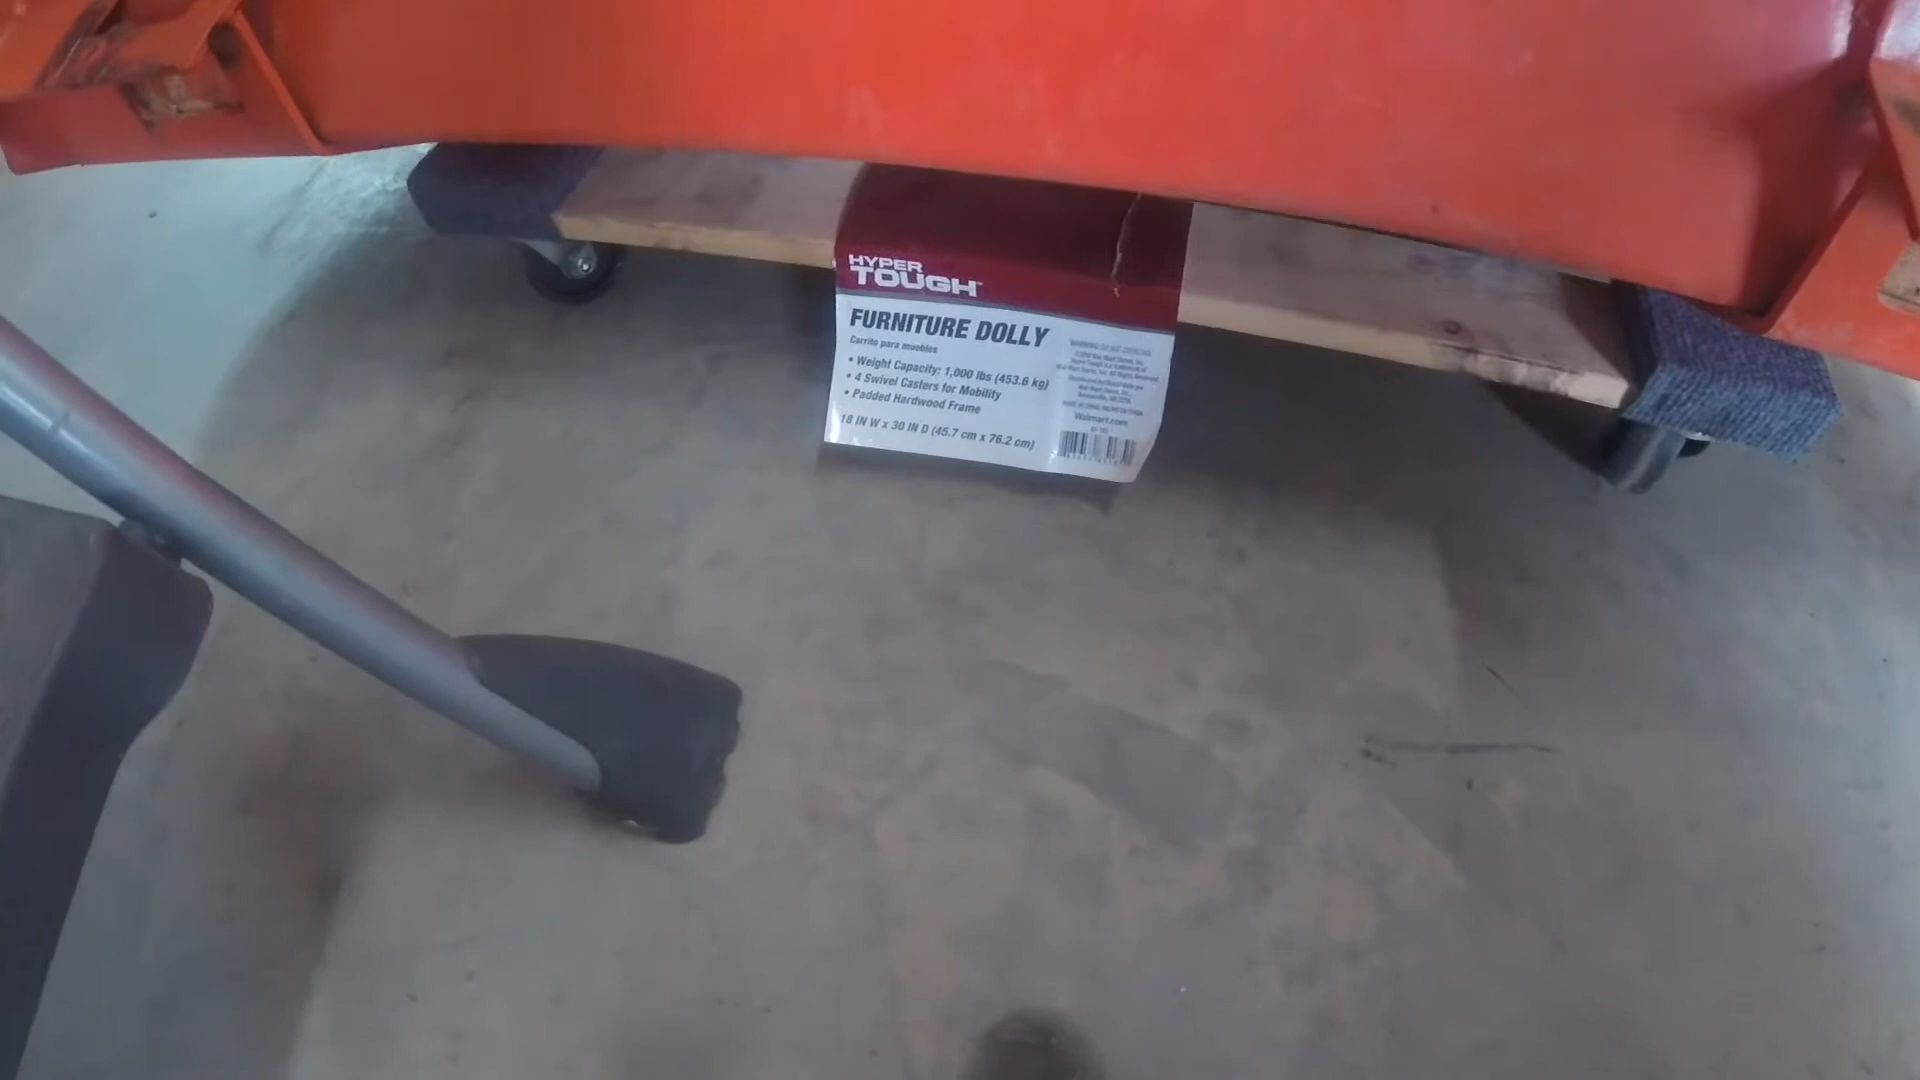 HYPER
TOUGH™
FURNITURE DOLLY
Carrito para muebles
• Weight Capacity: 1,000 lbs (453.6 kg)
• 4 Swivel Casters for Mobility
• Padded Hardwood Frame
18 IN W x 30 IN D (45.7 cm x 76.2 cm)
Walmart.com